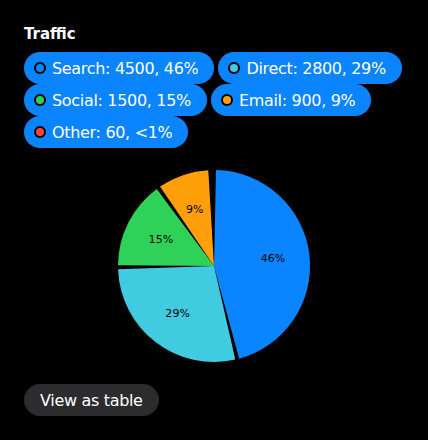 Traffic
Search: 4500, 46% Direct: 2800, 29%
Social: 1500, 15% Email: 900, 9%
Other: 60, <1%
9%
46%
15%
29%
View as table